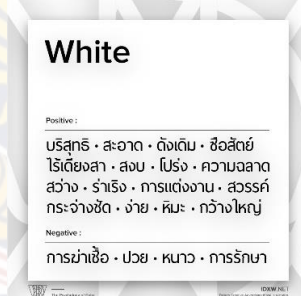 White
Positive :
บริสุทธิ์ • สะอาด • ดั้งเดิม • ซื่อสัตย์
ไร้เดียงสา • สงบ • โปร่ง • ความฉลาด
สว่าง • ร่าเริง • การแต่งงาน • สวรรค์
กระจ่างชัด • ง่าย • หิมะ • กว้างใหญ่
Negative :
การฆ่าเชื้อ • ป่วย • หนาว • การรักษา
IDXW.NET